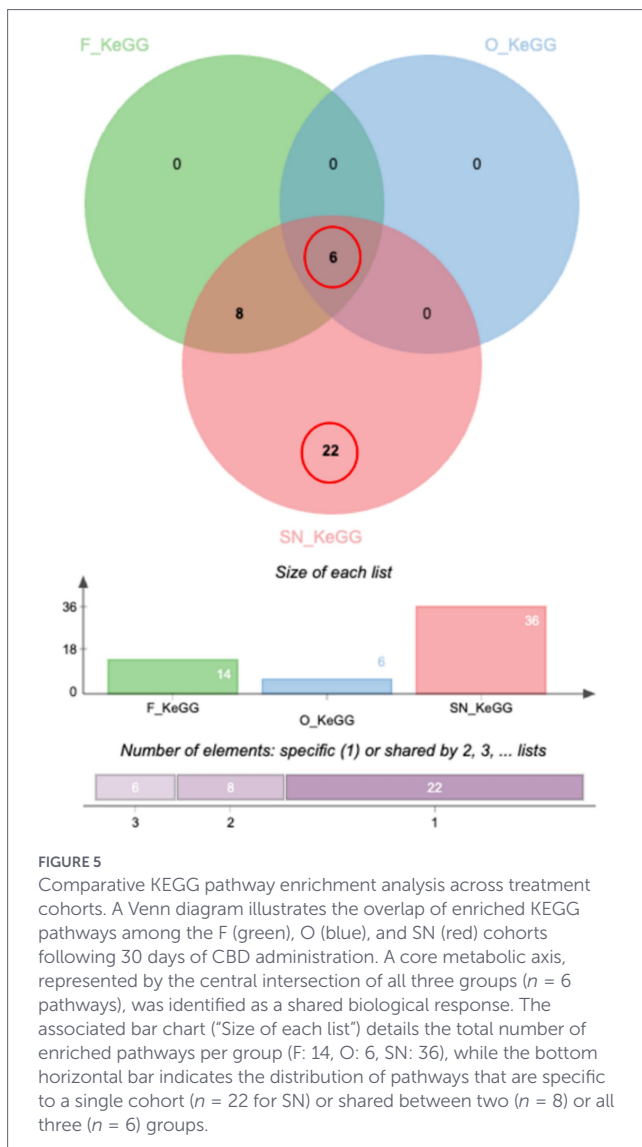 F_KeGG
O_KeGG
0
0
0
6
8
0
22
SN_KeGG
Size of each list
36
18
0
14
6
36
F_KeGG
O_KeGG
SN_KeGG
Number of elements: specific (1) or shared by 2, 3, ... lists
6
8
22
3
2
1
FIGURE 5
Comparative KEGG pathway enrichment analysis across treatment
cohorts. A Venn diagram illustrates the overlap of enriched KEGG
pathways among the F (green), O (blue), and SN (red) cohorts
following 30 days of CBD administration. A core metabolic axis,
represented by the central intersection of all three groups (n = 6
pathways), was identified as a shared biological response. The
associated bar chart (“Size of each list”) details the total number of
enriched pathways per group (F: 14, O: 6, SN: 36), while the bottom
horizontal bar indicates the distribution of pathways that are specific
to a single cohort (n = 22 for SN) or shared between two (n = 8) or all
three (n = 6) groups.